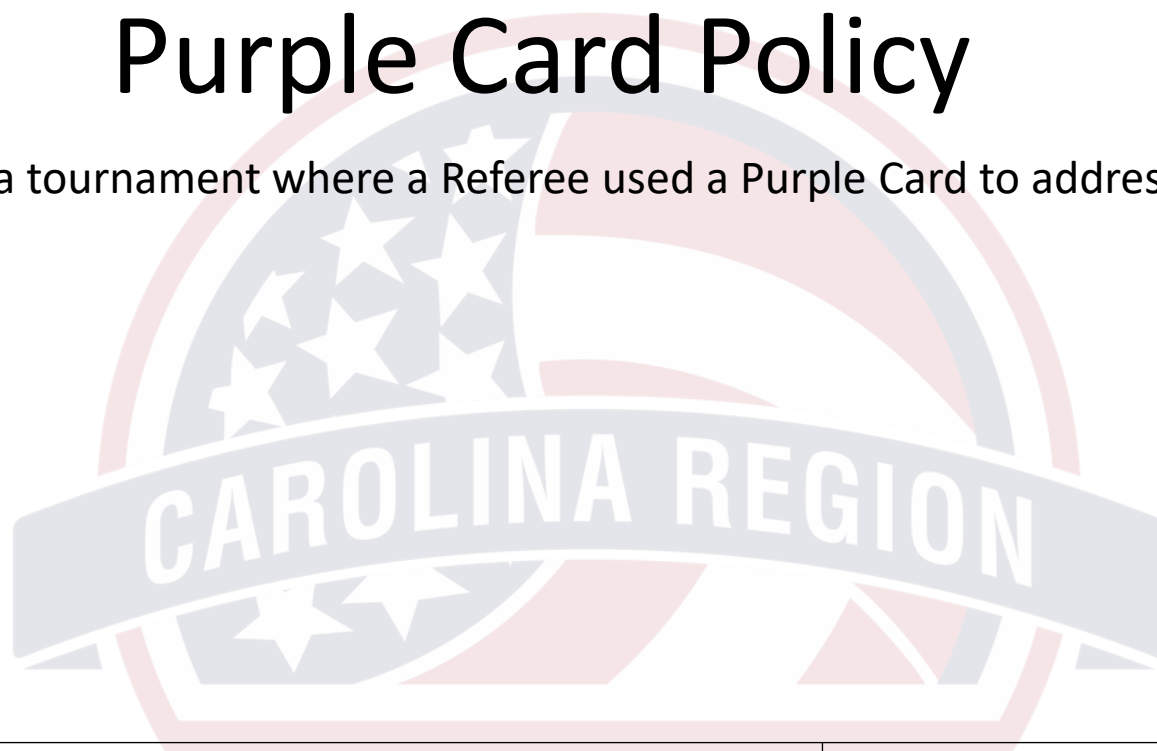 Purple Card Policy
a tournament where a Referee used a Purple Card to addres
CAROLINA REGION